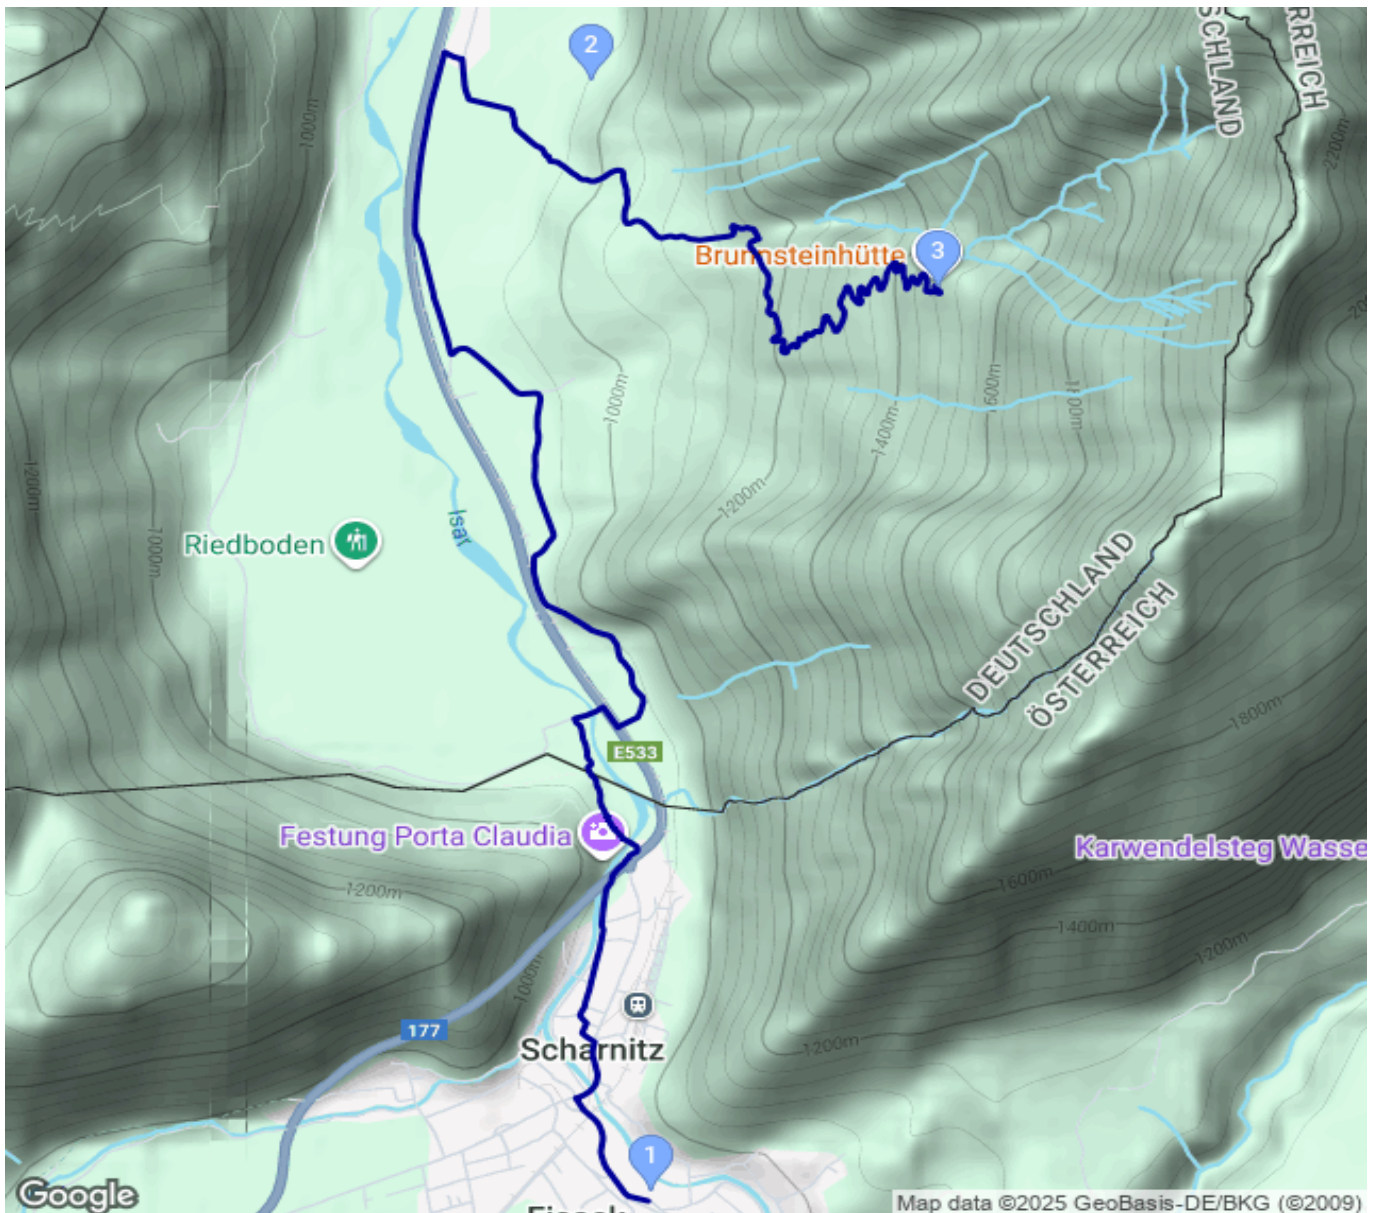 2
SCHLAND
RREICH
1000m
2200m
Brunnsteinhütte
3
1000m
1600m
1800m
1400m
1200m
1200m
Isar
Riedboden
1000m
DEUTSCHLAND
ÖSTERREICH
1800m
E533
Festung Porta Claudia
Karwendelsteg Wasse
1200m
1600m
1400m
1200m
1000m
177
Scharnitz
1200m
1
Google
Map data ©2025 GeoBasis-DE/BKG (©2009)